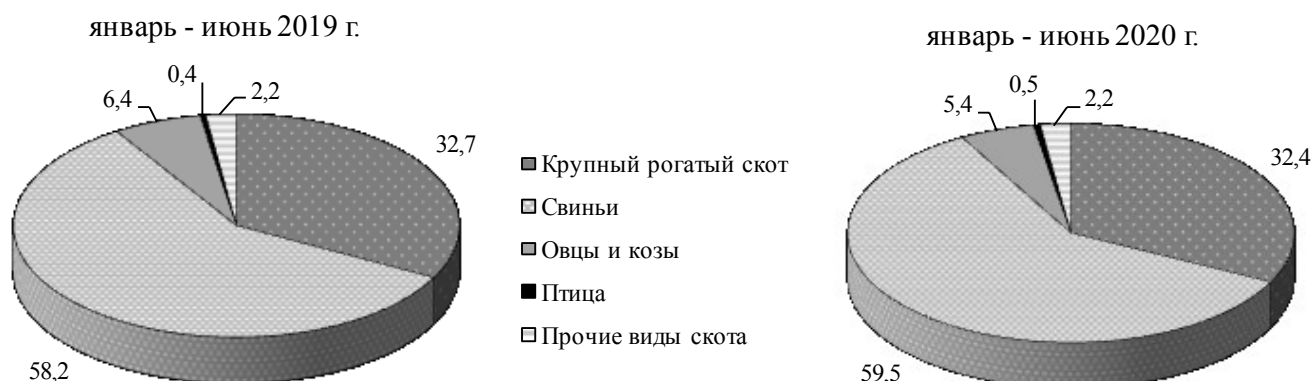 январь - июнь 2019 г.
0,4
2,2
6,4
32,7
58,2
Крупный рогатый скот
Свиньи
Овцы и козы
Птица
Прочие виды скота
январь - июнь 2020 г.
0,5
2,2
5,4
32,4
59,5